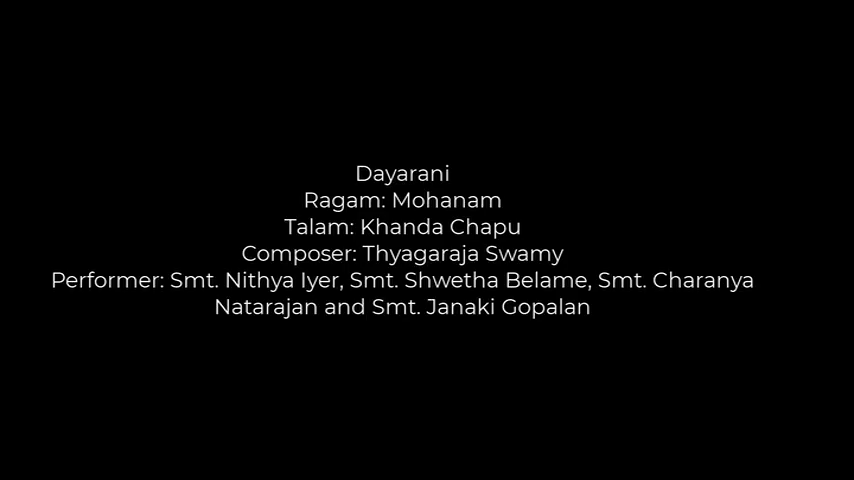 Dayarani
Ragam: Mohanam
Talam: Khanda Chapu
Composer: Thyagaraja Swamy
Performer: Smt. Nithya Iyer, Smt. Shwetha Belame, Smt. Charanya
Natarajan and Smt. Janaki Gopalan